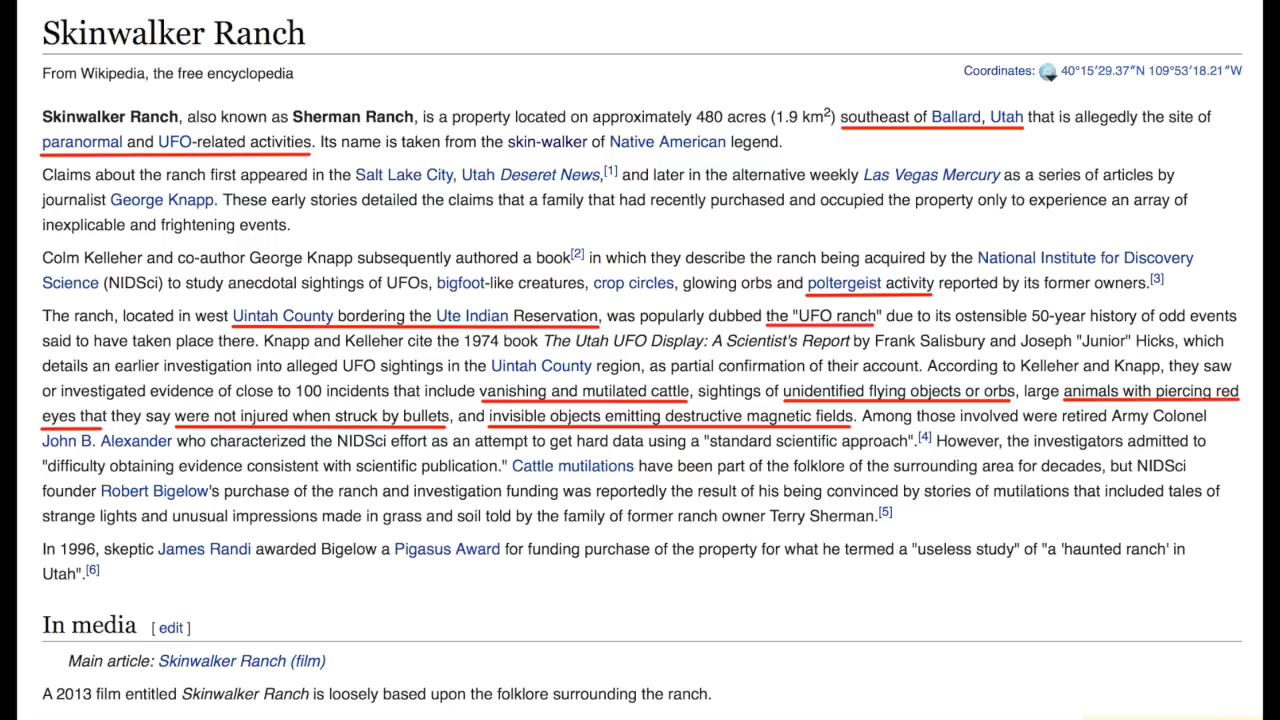 Skinwalker Ranch
From Wikipedia, the free encyclopedia
Coordinates: 40°15′29.37″N 109°53′18.21″W
Skinwalker Ranch, also known as Sherman Ranch, is a property located on approximately 480 acres (1.9 km2) southeast of Ballard, Utah that is allegedly the site of
paranormal and UFO-related activities. Its name is taken from the skin-walker of Native American legend.
Claims about the ranch first appeared in the Salt Lake City, Utah Deseret News,[1] and later in the alternative weekly Las Vegas Mercury as a series of articles by
journalist George Knapp. These early stories detailed the claims that a family that had recently purchased and occupied the property only to experience an array of
inexplicable and frightening events.
Colm Kelleher and co-author George Knapp subsequently authored a book[2] in which they describe the ranch being acquired by the National Institute for Discovery
Science (NIDSci) to study anecdotal sightings of UFOs, bigfoot-like creatures, crop circles, glowing orbs and poltergeist activity reported by its former owners.[3]
The ranch, located in west Uintah County bordering the Ute Indian Reservation, was popularly dubbed the "UFO ranch" due to its ostensible 50-year history of odd events
said to have taken place there. Knapp and Kelleher cite the 1974 book The Utah UFO Display: A Scientist's Report by Frank Salisbury and Joseph "Junior" Hicks, which
details an earlier investigation into alleged UFO sightings in the Uintah County region, as partial confirmation of their account. According to Kelleher and Knapp, they saw
or investigated evidence of close to 100 incidents that include vanishing and mutilated cattle, sightings of unidentified flying objects or orbs, large animals with piercing red
eyes that they say were not injured when struck by bullets, and invisible objects emitting destructive magnetic fields. Among those involved were retired Army Colonel
John B. Alexander who characterized the NIDSci effort as an attempt to get hard data using a "standard scientific approach".[4] However, the investigators admitted to
"difficulty obtaining evidence consistent with scientific publication." Cattle mutilations have been part of the folklore of the surrounding area for decades, but NIDSci
founder Robert Bigelow's purchase of the ranch and investigation funding was reportedly the result of his being convinced by stories of mutilations that included tales of
strange lights and unusual impressions made in grass and soil told by the family of former ranch owner Terry Sherman.[5]
In 1996, skeptic James Randi awarded Bigelow a Pigasus Award for funding purchase of the property for what he termed a "useless study" of "a 'haunted ranch' in
Utah".[6]
In media [ edit ]
Main article: Skinwalker Ranch (film)
A 2013 film entitled Skinwalker Ranch is loosely based upon the folklore surrounding the ranch.